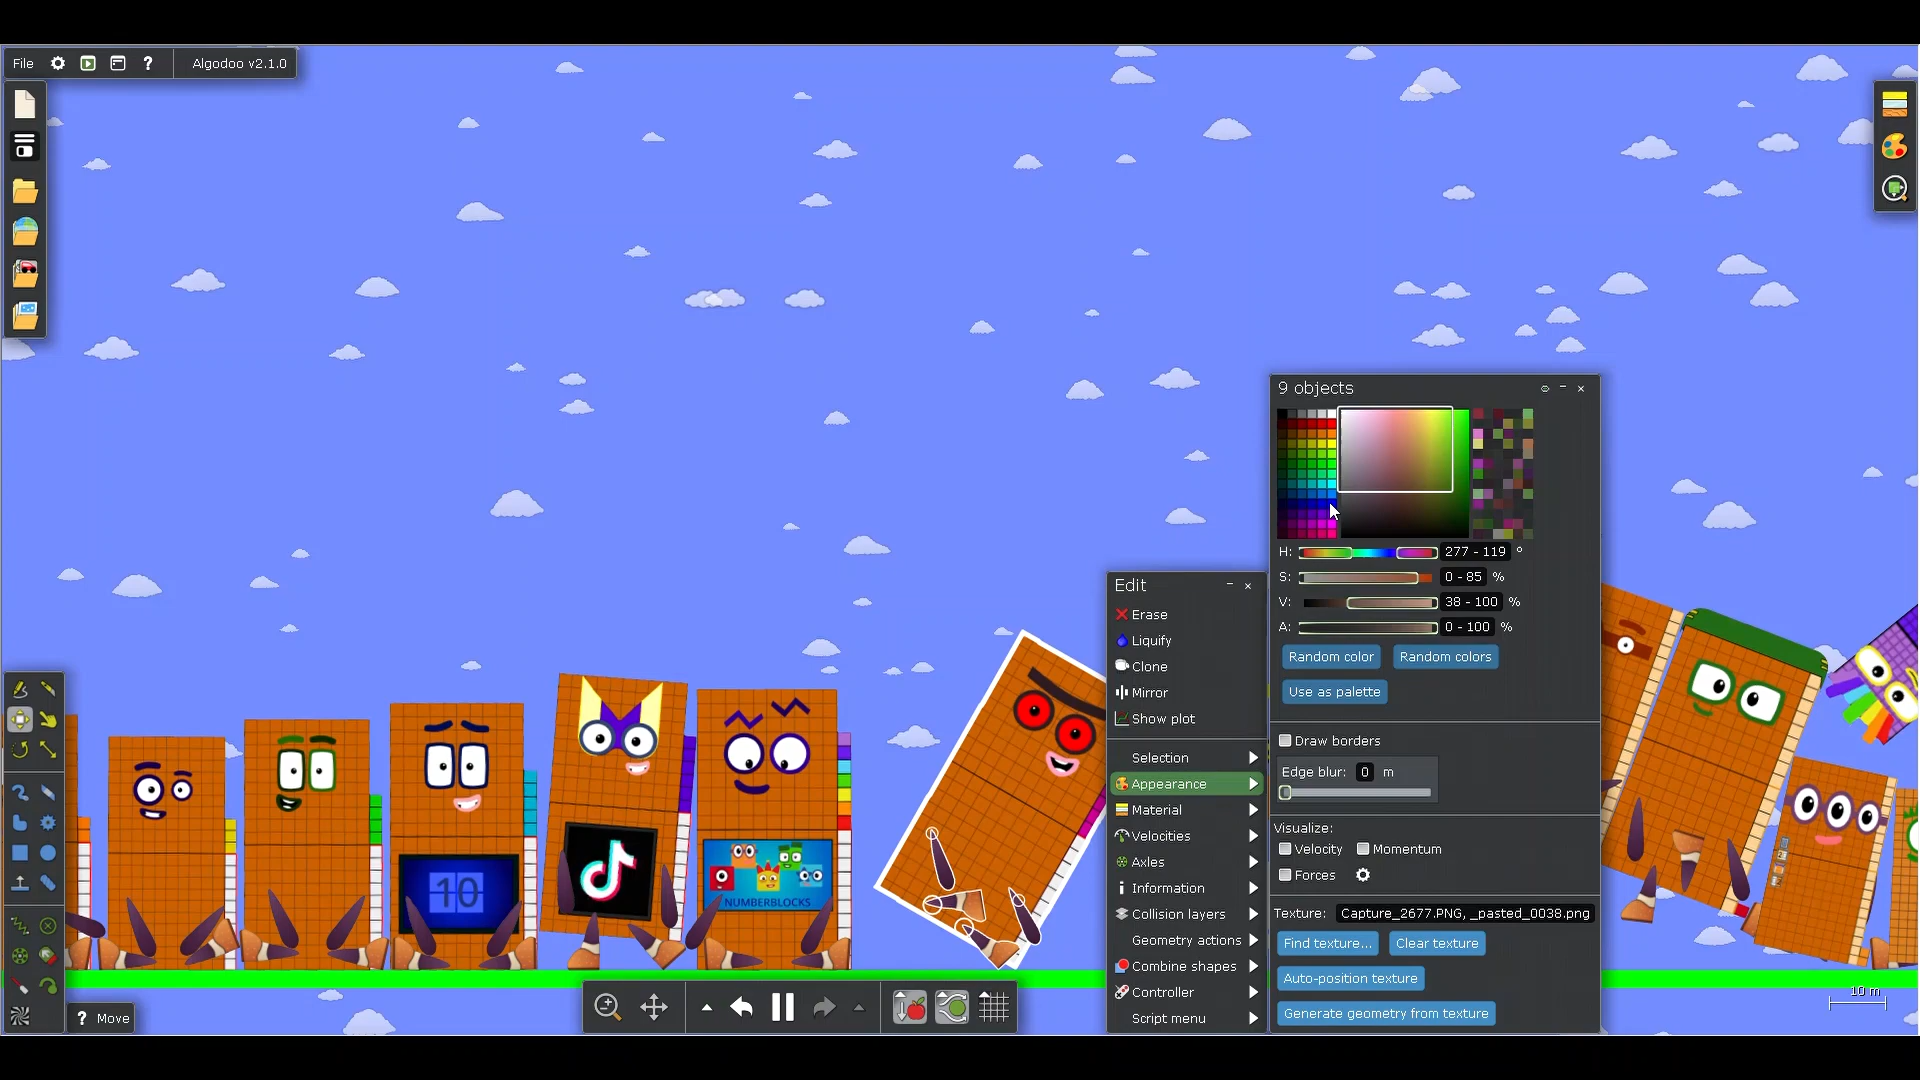 File
?
Algodoo v2.1.0
9 objects
H:
277 - 119 °
S:
0 - 85 %
V:
38 - 100 %
A:
0 - 100 %
Random color
Random colors
Use as palette
Draw borders
Edge blur: 0 m
Visualize:
Velocity
Momentum
Forces
Texture: Capture_2677.PNG, _pasted_0038.png
Find texture...
Clear texture
Auto-position texture
Generate geometry from texture
Edit
Erase
Liquify
Clone
Mirror
Show plot
Selection
Appearance
Material
Velocities
Axles
Information
Collision layers
Geometry actions
Combine shapes
Controller
Script menu
10
NUMBERBLOCKS
? Move
10 m